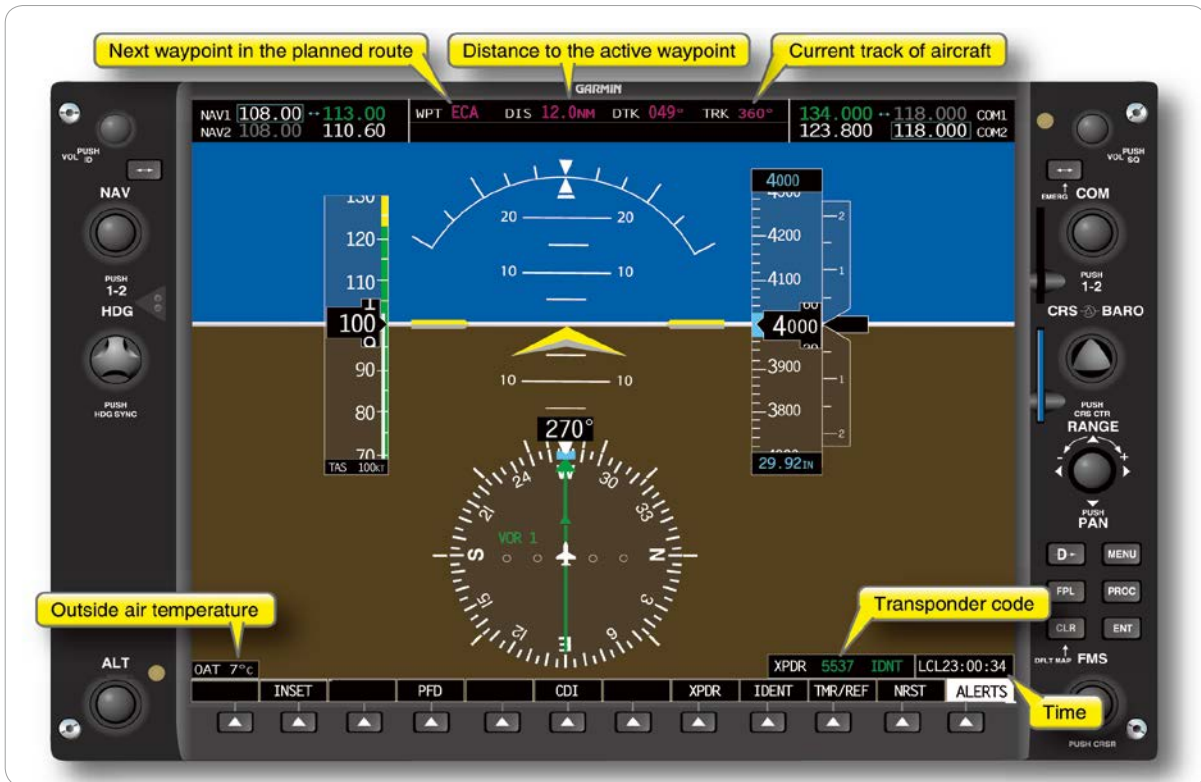 Next waypoint in the planned route
Distance to the active waypoint
Current track of aircraft
GARMIN
NAV1 108.00 ↔ 113.00
NAV2 108.00 110.60
WPT ECA DIS 12.0NM DTK 049° TRK 360°
134.000 ↔ 118.000 COM1
123.800 118.000 COM2
VOL PUSH ID
NAV
PUSH
1-2
HDG
PUSH
HDG SYNC
ALT
130
120
110
100
90
80
70
TAS 100KT
20 20
10 10
10 10
4000
4300
4200
4100
4000
3900
3800
29.92IN
2
1
1
2
270°
24
W
30
21
33
VOR 1
S
N
15
3
12
E
6
Outside air temperature
OAT 7°C
Transponder code
XPDR 5537 IDNT LCL23:00:34
Time
INSET PFD CDI XPDR IDENT TMR/REF NRST ALERTS
VOL PUSH SQ
EMERG
COM
PUSH
1-2
CRS BARO
PUSH
CRS CTR
RANGE
- +
PUSH
PAN
D MENU
FPL PROC
CLR ENT
DFLT MAP FMS
PUSH CRSR